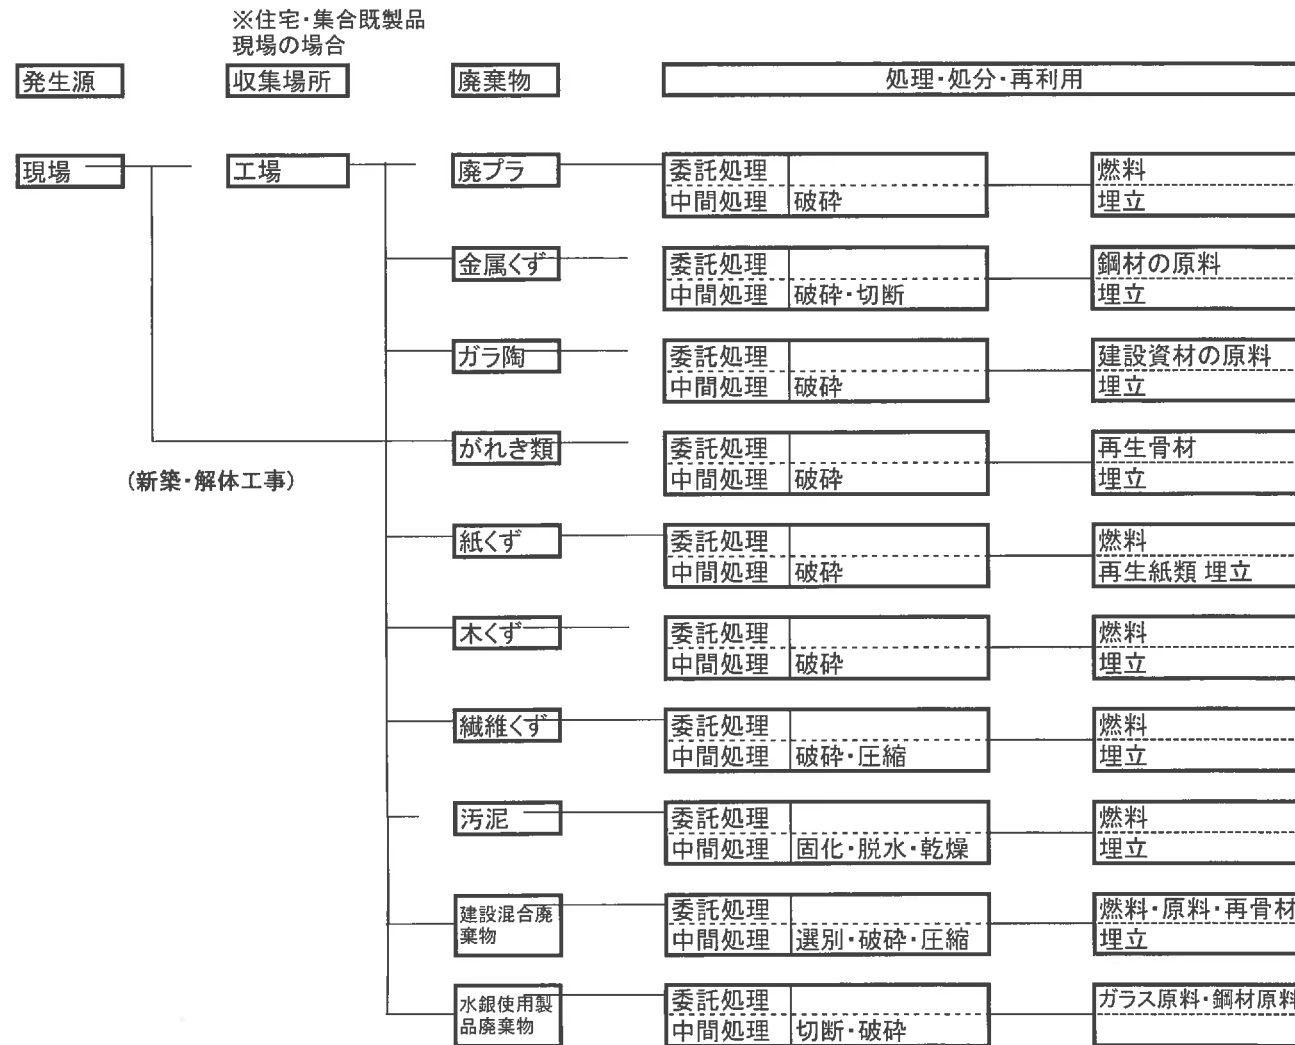 ※住宅・集合既製品
現場の場合
発生源 収集場所 廃棄物 処理・処分・再利用
現場 工場 廃プラ 委託処理 燃料
中間処理 破砕 埋立
金属くず 委託処理 鋼材の原料
中間処理 破砕・切断 埋立
ガラ陶 委託処理 建設資材の原料
中間処理 破砕 埋立
がれき類 委託処理 再生骨材
(新築・解体工事) 中間処理 破砕 埋立
紙くず 委託処理 燃料
中間処理 破砕 再生紙類 埋立
木くず 委託処理 燃料
中間処理 破砕 埋立
繊維くず 委託処理 燃料
中間処理 破砕・圧縮 埋立
汚泥 委託処理 燃料
中間処理 固化・脱水・乾燥 埋立
建設混合廃 委託処理 燃料・原料・再骨材
棄物 中間処理 選別・破砕・圧縮 埋立
水銀使用製 委託処理 ガラス原料・鋼材原料
品廃棄物 中間処理 切断・破砕